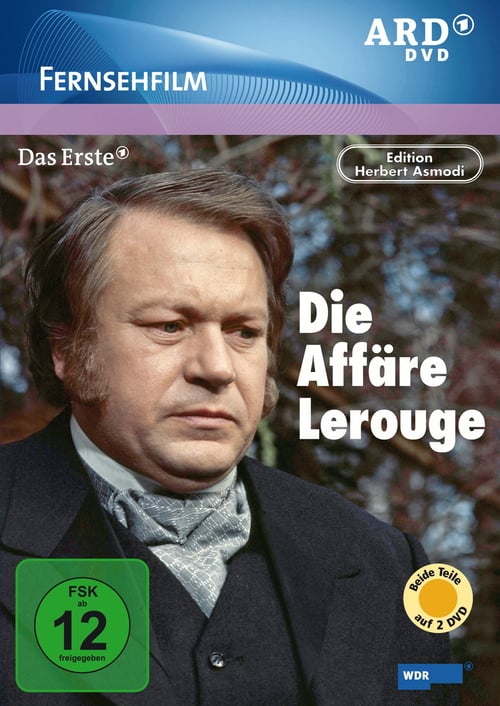 ARD 1
DVD
FERNSEHFILM
Das Erste 1
Edition
Herbert Asmodi
Die
Affäre
Lerouge
FSK
ab
12
freigegeben
Beide Teile
auf 2 DVD
WDR 1